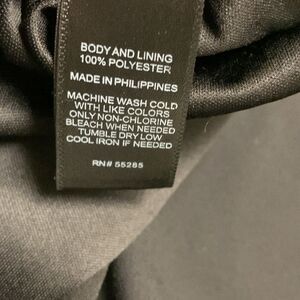 BODY AND LINING
100% POLYESTER
MADE IN PHILIPPINES
MACHINE WASH COLD
WITH LIKE COLORS
ONLY NON-CHLORINE
BLEACH WHEN NEEDED
TUMBLE DRY LOW
COOL IRON IF NEEDED
RN# 55285